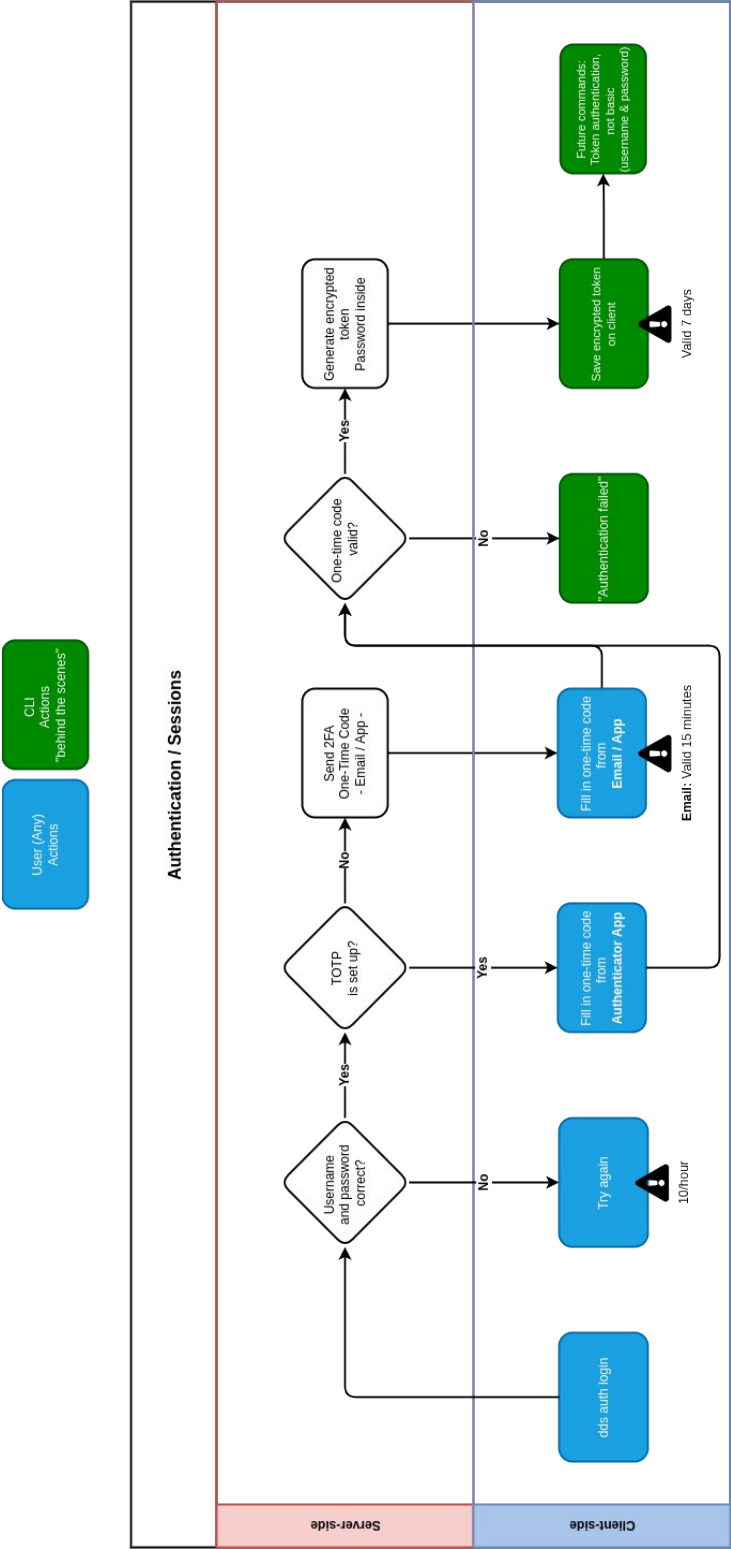 User (Any)
Actions
CLI
Actions
"behind the scenes"
Authentication / Sessions
Server-side
Username
and password
correct?
Yes
TOTP
is set up?
No
Send 2FA
One-Time Code
- Email / App -
One-time code
valid?
Yes
Generate encrypted
token
Password inside
No
Yes
No
Client-side
dds auth login
Try again
10/hour
Fill in one-time code
from
Authenticator App
Fill in one-time code
from
Email / App
Email: Valid 15 minutes
"Authentication failed"
Save encrypted token
on client
Valid 7 days
Future commands:
Token authentication,
not basic
(username & password)